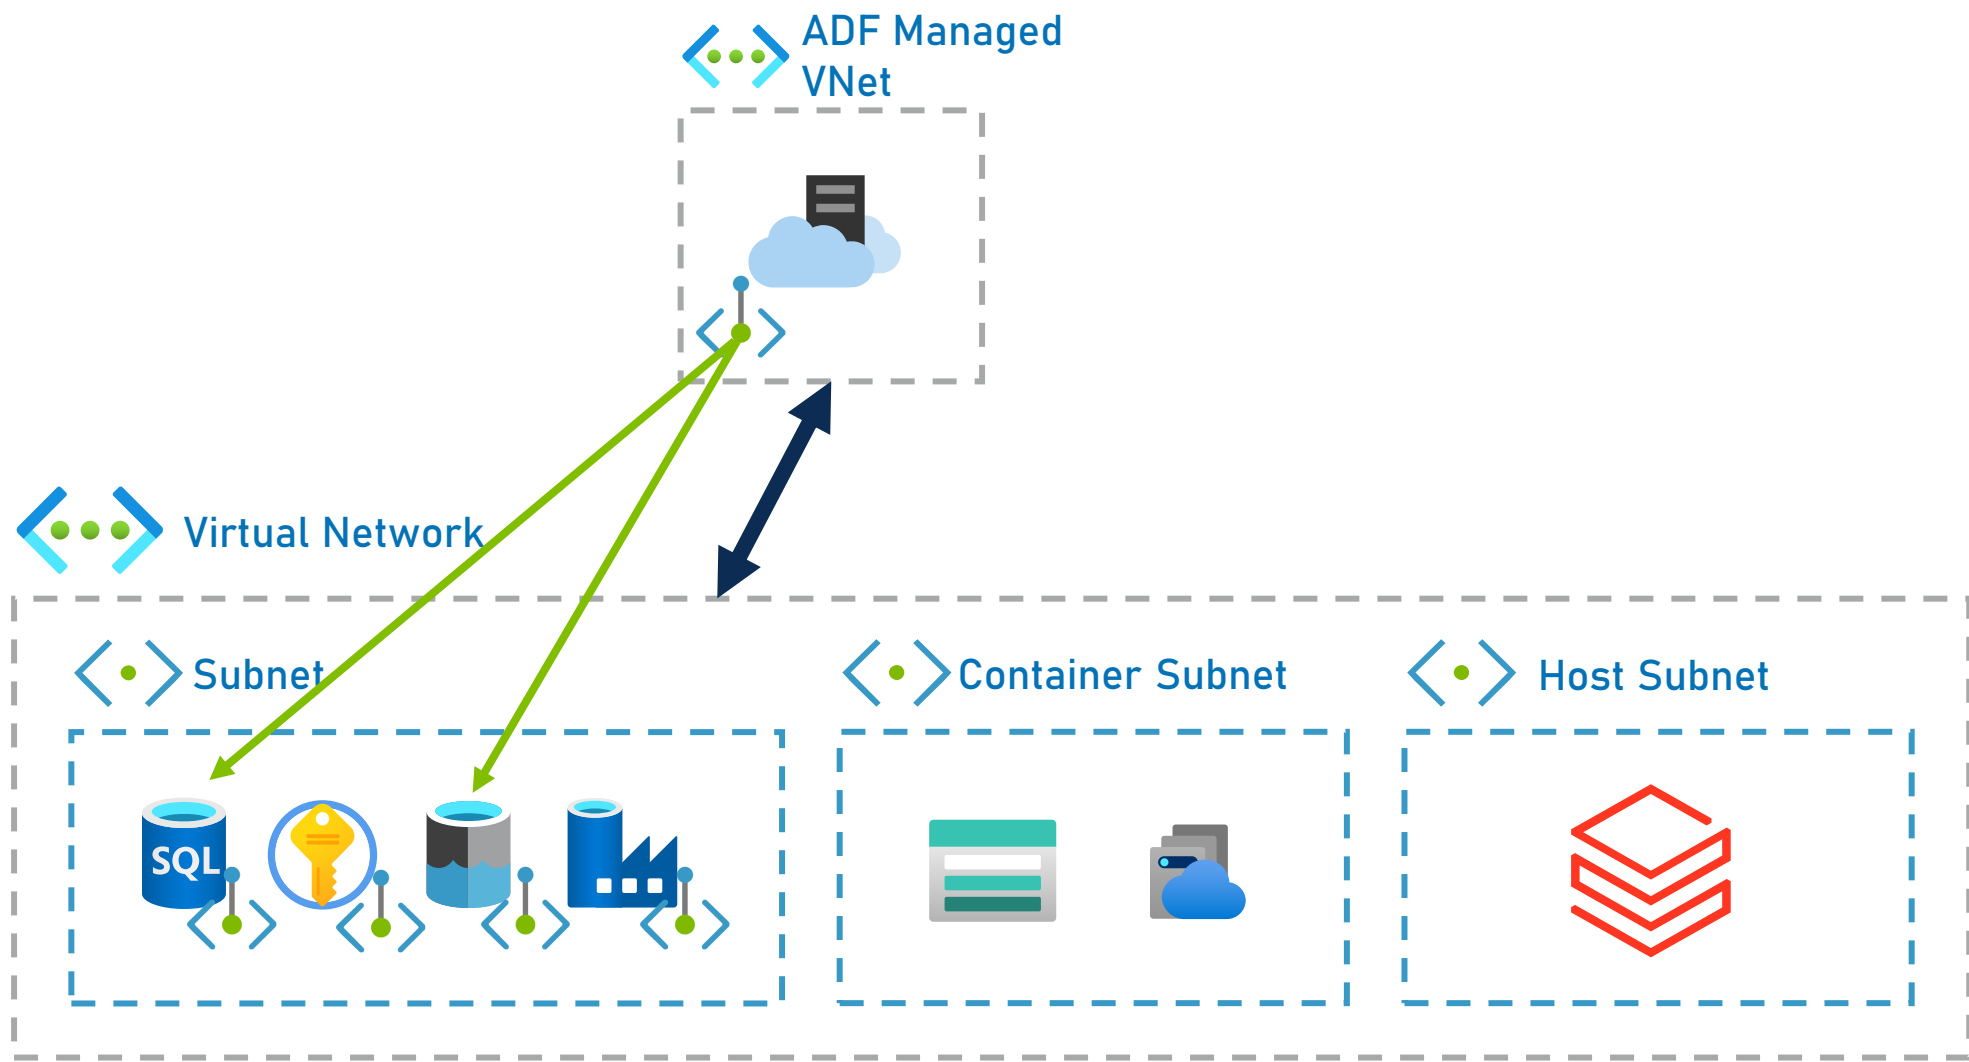 ADF Managed
VNet
Virtual Network
Subnet
Container Subnet
Host Subnet
SQL